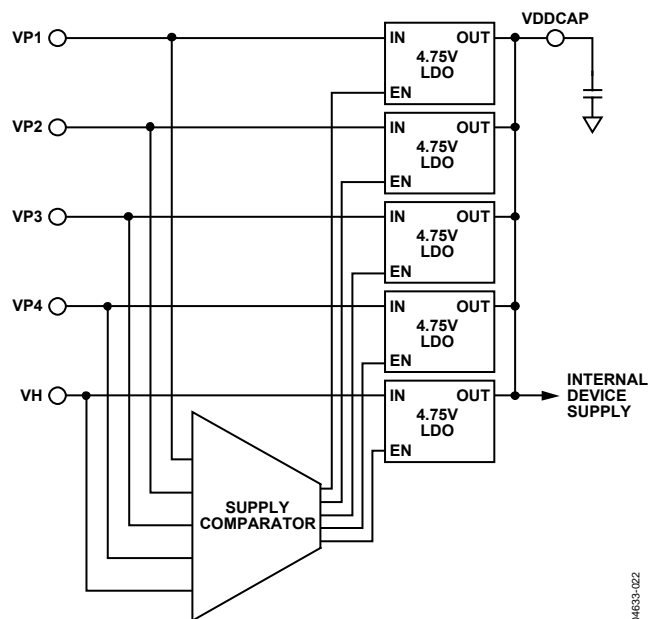 VDDCAP
VP1
IN
OUT
4.75V
LDO
EN
VP2
IN
OUT
4.75V
LDO
EN
VP3
IN
OUT
4.75V
LDO
EN
VP4
IN
OUT
4.75V
LDO
EN
VH
IN
OUT
4.75V
LDO
EN
INTERNAL
DEVICE
SUPPLY
SUPPLY
COMPARATOR
04633-022